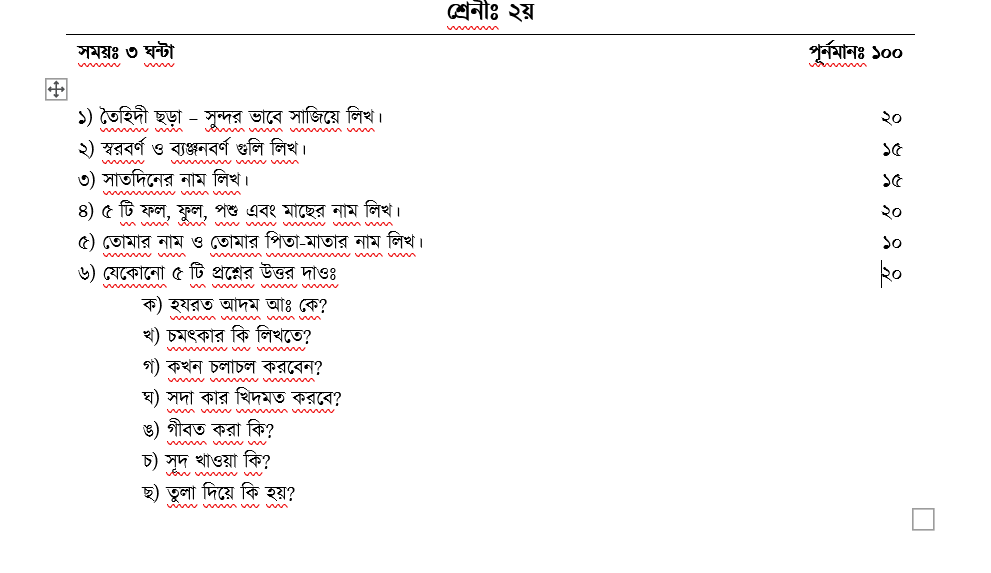 শ্রেনীঃ ২য়
সময়ঃ ৩ ঘন্টা পূর্নমানঃ ১০০
১) তৈহিদী ছড়া – সুন্দর ভাবে সাজিয়ে লিখ। ২০
২) স্বরবর্ণ ও ব্যঞ্জনবর্ণ গুলি লিখ। ১৫
৩) সাতদিনের নাম লিখ। ১৫
৪) ৫ টি ফল, ফুল, পশু এবং মাছের নাম লিখ। ২০
৫) তোমার নাম ও তোমার পিতা-মাতার নাম লিখ। ১০
৬) যেকোনো ৫ টি প্রশ্নের উত্তর দাওঃ ২০
ক) হযরত আদম আঃ কে?
খ) চমৎকার কি লিখতে?
গ) কখন চলাচল করবেন?
ঘ) সদা কার খিদমত করবে?
ঙ) গীবত করা কি?
চ) সূদ খাওয়া কি?
ছ) তুলা দিয়ে কি হয়?